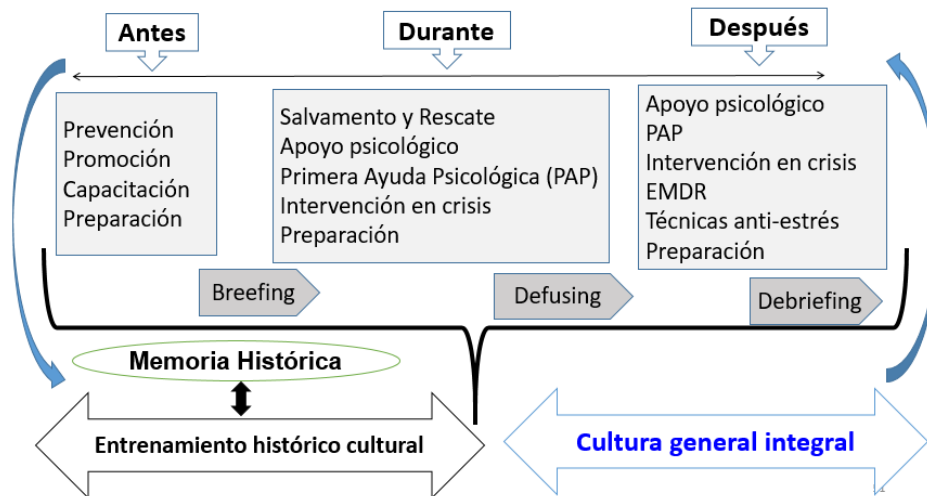 Antes
Durante
Después
Prevención
Promoción
Capacitación
Preparación
Salvamento y Rescate
Apoyo psicológico
Primera Ayuda Psicológica (PAP)
Intervención en crisis
Preparación
Apoyo psicológico
PAP
Intervención en crisis
EMDR
Técnicas anti-estrés
Preparación
Breefing
Defusing
Debriefing
Memoria Histórica
Entrenamiento histórico cultural
Cultura general integral